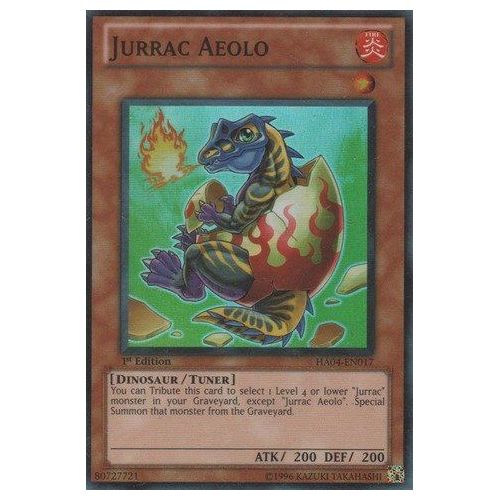 JURRAC AEOLO
FIRE
炎
1st Edition
HA04-EN017
[DINOSAUR / TUNER]
You can Tribute this card to select 1 Level 4 or lower "Jurrac"
monster in your Graveyard, except "Jurrac Aeolo". Special
Summon that monster from the Graveyard.
ATK/ 200 DEF/ 200
80727721
©1996 KAZUKI TAKAHASHI